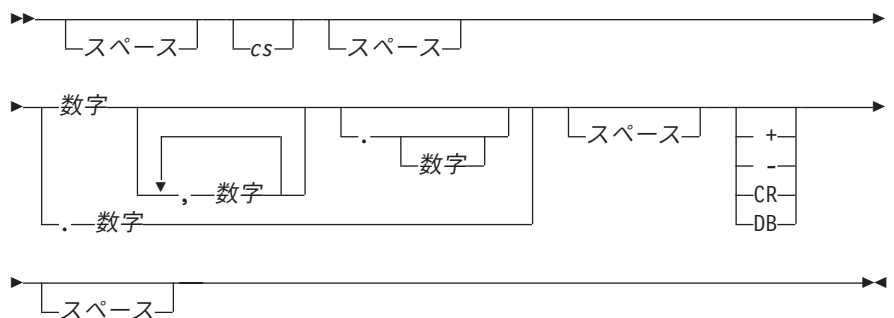 スペース cs スペース
数字 . スペース +
数字 -
, 数字 CR
. 数字 DB
スペース